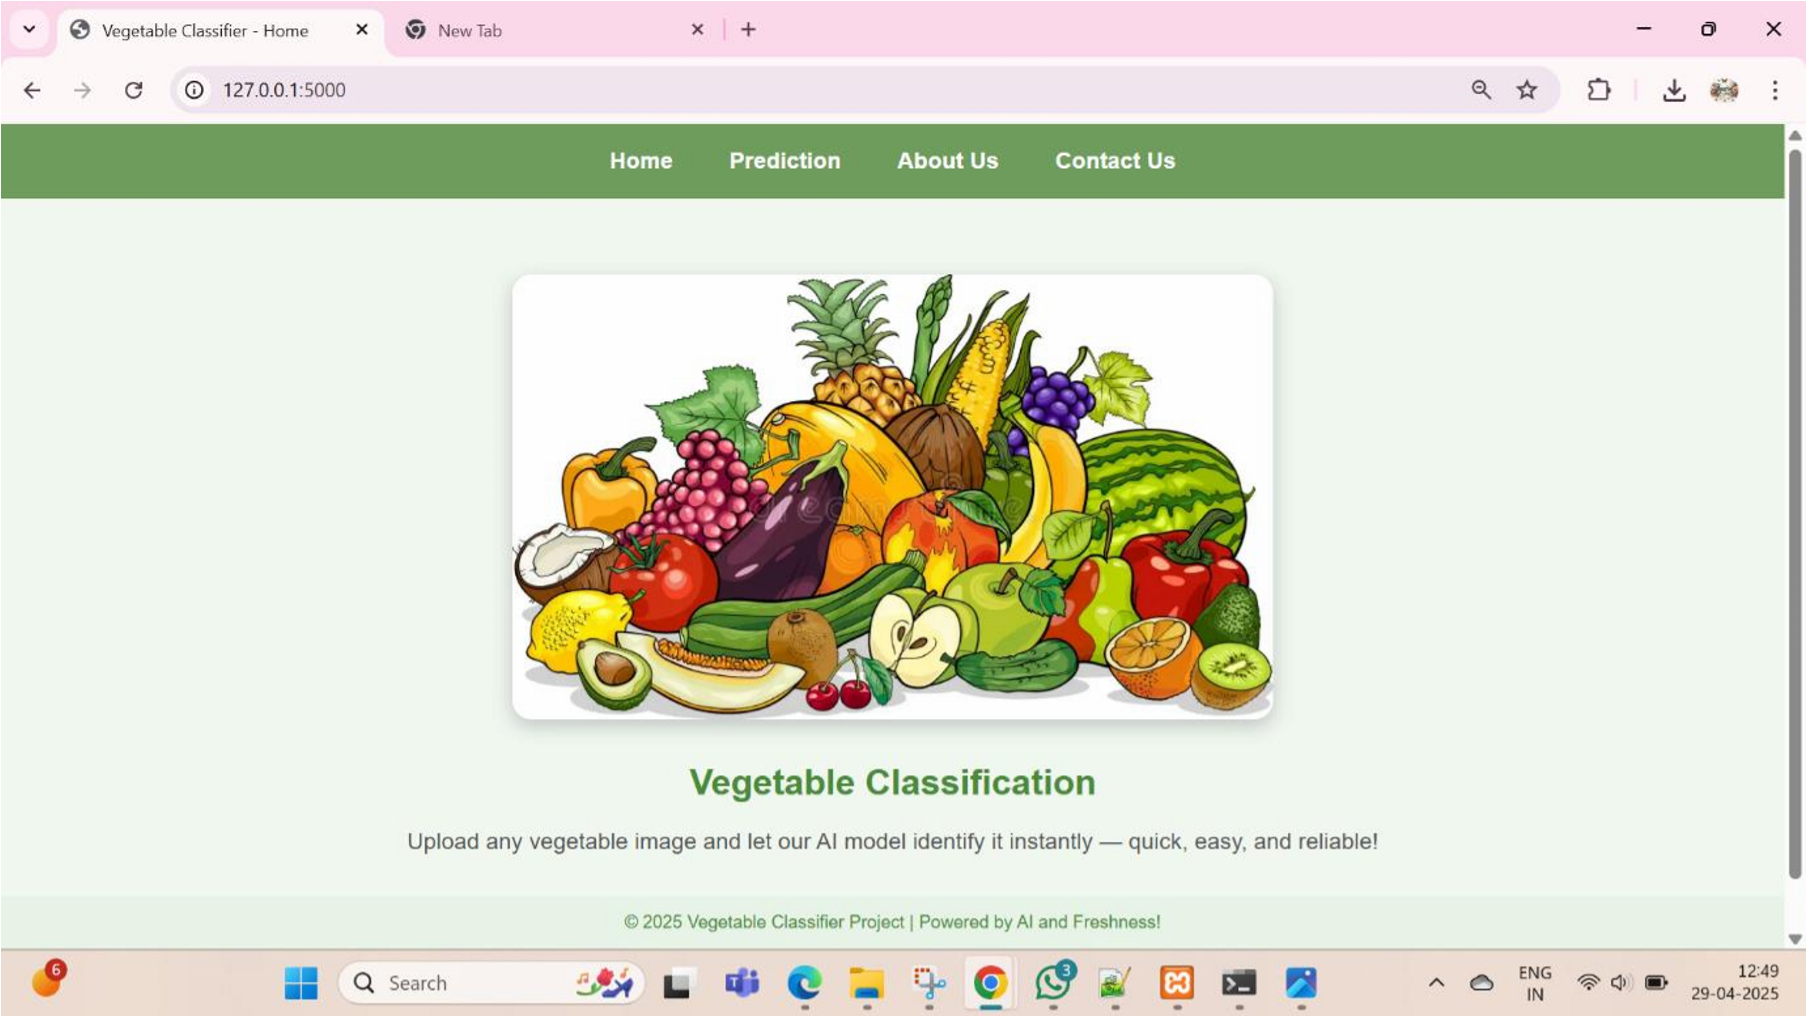 Vegetable Classifier - Home
New Tab
127.0.0.1:5000
Home Prediction About Us Contact Us
dreamstime
Vegetable Classification
Upload any vegetable image and let our AI model identify it instantly — quick, easy, and reliable!
© 2025 Vegetable Classifier Project | Powered by AI and Freshness!
6
Search
3
ENG
IN
12:49
29-04-2025